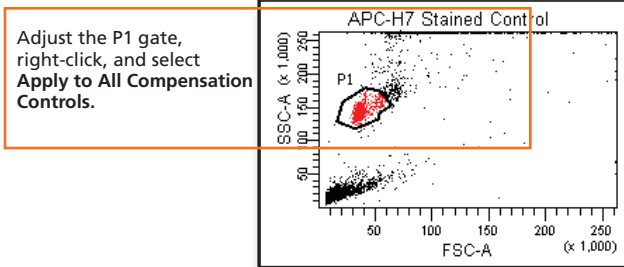 Adjust the P1 gate,
right-click, and select
Apply to All Compensation
Controls.
APC-H7 Stained Control
SSC-A (x 1,000)
250
200
150
100
50
P1
50 100 150 200 250
FSC-A (x 1,000)